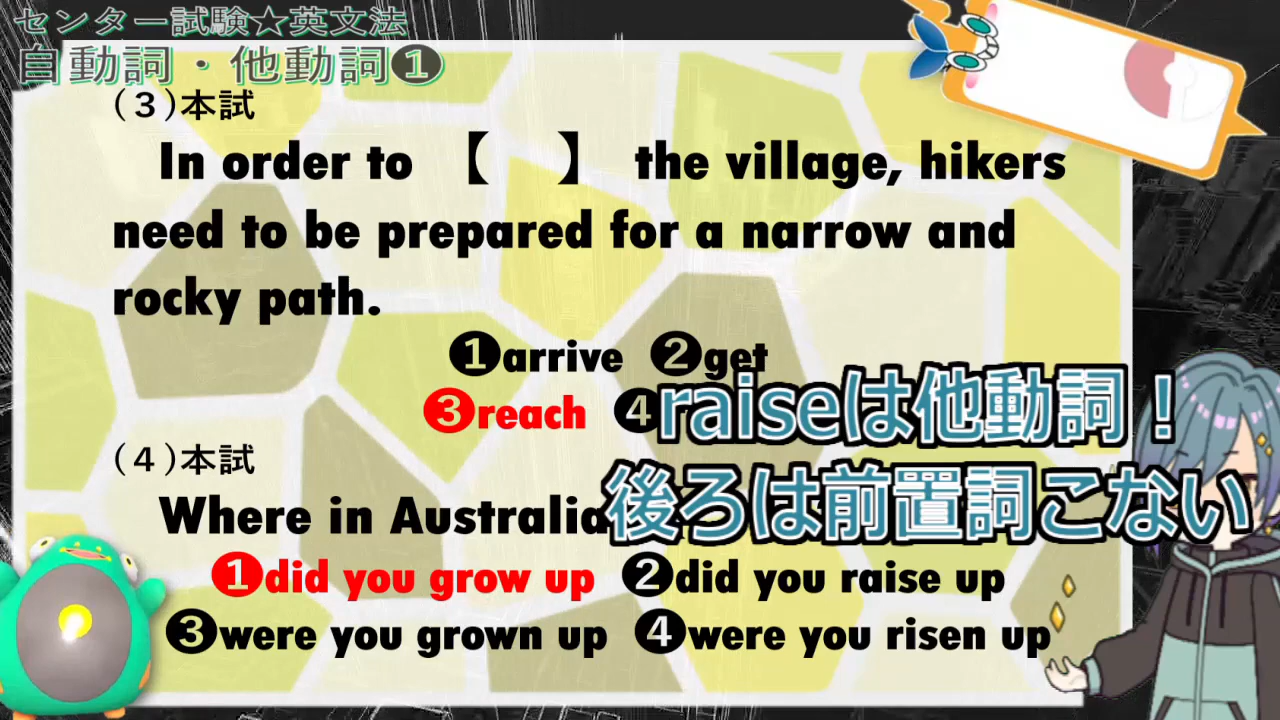 センター試験★英文法
自動詞・他動詞❶
(３)本試
In order to 【　】 the village, hikers
need to be prepared for a narrow and
rocky path.
❶arrive ❷get
❸reach ❹
raiseは他動詞！
後ろは前置詞こない
(４)本試
Where in Australia
❶did you grow up ❷did you raise up
❸were you grown up ❹were you risen up